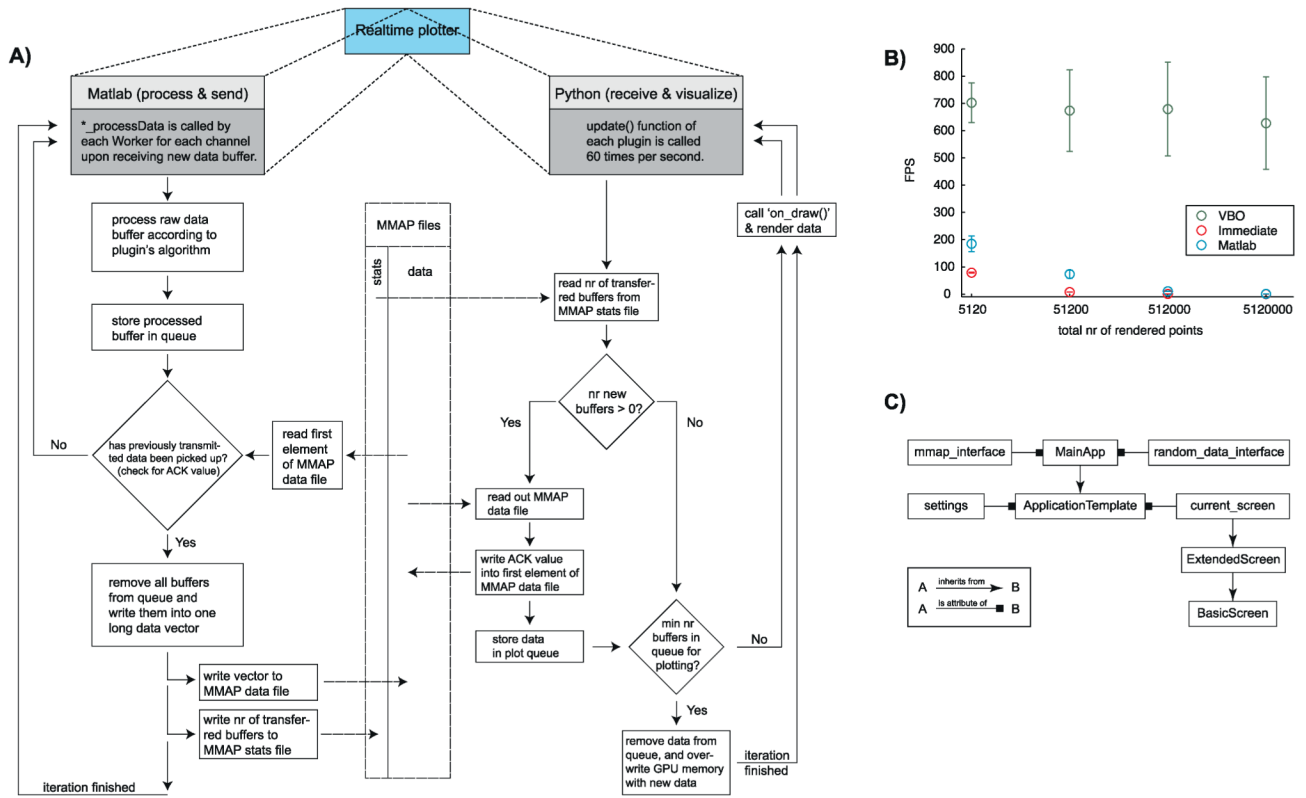 A)
Realtime plotter
Matlab (process & send)
*_processData is called by
each Worker for each channel
upon receiving new data buffer.
process raw data
buffer according to
plugin's algorithm
store processed
buffer in queue
No
has previously transmit-
ted data been picked up?
(check for ACK value)
read first
element
of MMAP
data file
Yes
remove all buffers
from queue and
write them into one
long data vector
write vector to
MMAP data file
write nr of transfer-
red buffers to
MMAP stats file
iteration finished
MMAP files
stats
data
Python (receive & visualize)
update() function of
each plugin is called
60 times per second.
call 'on_draw()'
& render data
read nr of transfer-
red buffers from
MMAP stats file
nr new
buffers > 0?
Yes
No
read out MMAP
data file
write ACK value
into first element of
MMAP data file
store data
in plot queue
min nr
buffers in
queue for
plotting?
No
Yes
remove data from
queue, and over-
write GPU memory
with new data
iteration
finished
B)
900
800
700
600
500
400
300
200
100
0
FPS
VBO
Immediate
Matlab
5120
51200
512000
5120000
total nr of rendered points
C)
mmap_interface
MainApp
random_data_interface
settings
ApplicationTemplate
current_screen
ExtendedScreen
BasicScreen
A inherits from B
A is attribute of B